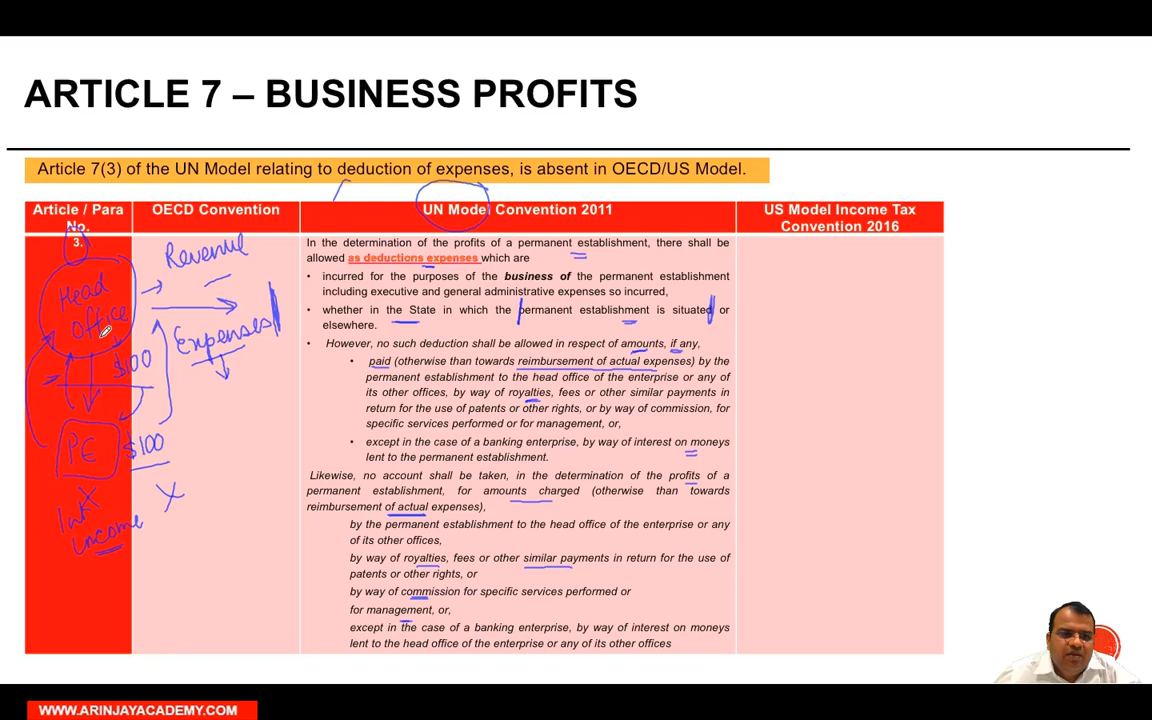 ARTICLE 7 – BUSINESS PROFITS
Article 7(3) of the UN Model relating to deduction of expenses, is absent in OECD/US Model.
Article / Para No.
OECD Convention
UN Model Convention 2011
US Model Income Tax Convention 2016
3.
Head
office
Revenue
Expenses
$100
PE
$100
Income
In the determination of the profits of a permanent establishment, there shall be
allowed as deductions expenses which are
• incurred for the purposes of the business of the permanent establishment
including executive and general administrative expenses so incurred,
• whether in the State in which the permanent establishment is situated or
elsewhere.
• However, no such deduction shall be allowed in respect of amounts, if any,
• paid (otherwise than towards reimbursement of actual expenses) by the
permanent establishment to the head office of the enterprise or any of
its other offices, by way of royalties, fees or other similar payments in
return for the use of patents or other rights, or by way of commission, for
specific services performed or for management, or,
• except in the case of a banking enterprise, by way of interest on moneys
lent to the permanent establishment.
Likewise, no account shall be taken, in the determination of the profits of a
permanent establishment, for amounts charged (otherwise than towards
reimbursement of actual expenses),
by the permanent establishment to the head office of the enterprise or any
of its other offices,
by way of royalties, fees or other similar payments in return for the use of
patents or other rights, or
by way of commission for specific services performed or
for management, or,
except in the case of a banking enterprise, by way of interest on moneys
lent to the head office of the enterprise or any of its other offices
WWW.ARINJAYACADEMY.COM